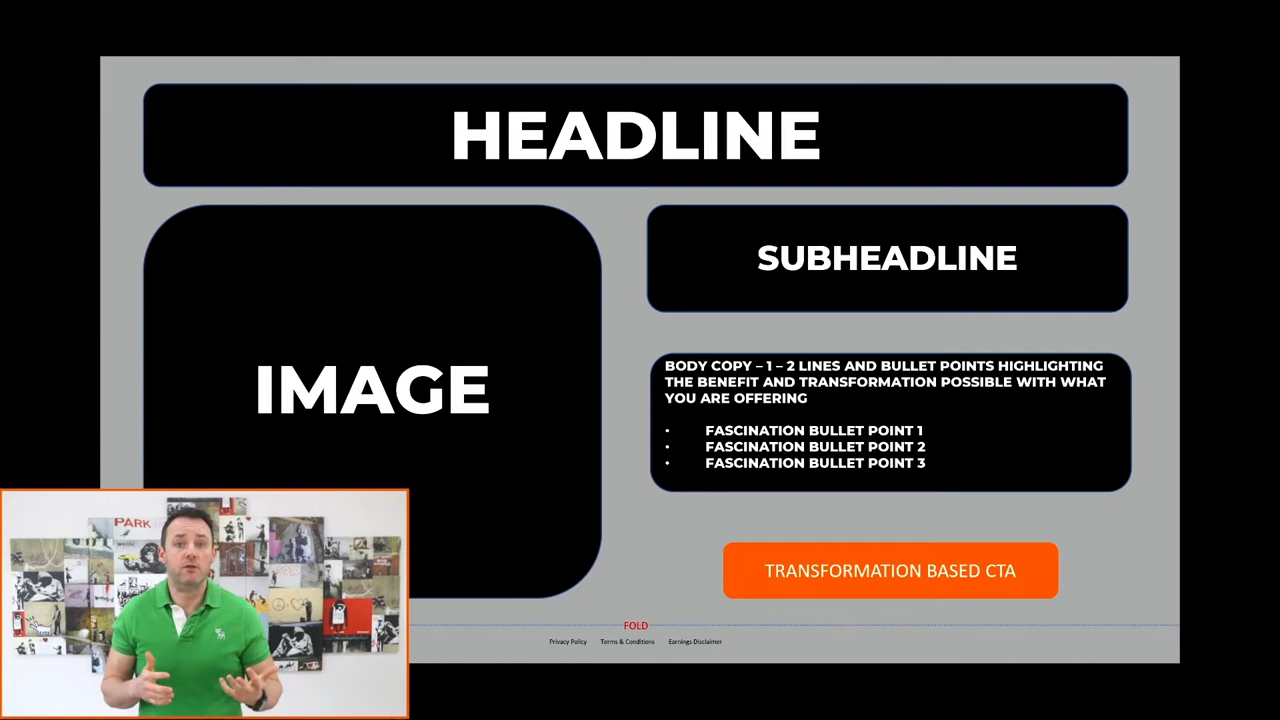 HEADLINE
IMAGE
SUBHEADLINE
BODY COPY – 1 – 2 LINES AND BULLET POINTS HIGHLIGHTING
THE BENEFIT AND TRANSFORMATION POSSIBLE WITH WHAT
YOU ARE OFFERING
• FASCINATION BULLET POINT 1
• FASCINATION BULLET POINT 2
• FASCINATION BULLET POINT 3
TRANSFORMATION BASED CTA
FOLD
Privacy Policy Terms & Conditions Earnings Disclaimer
PARK